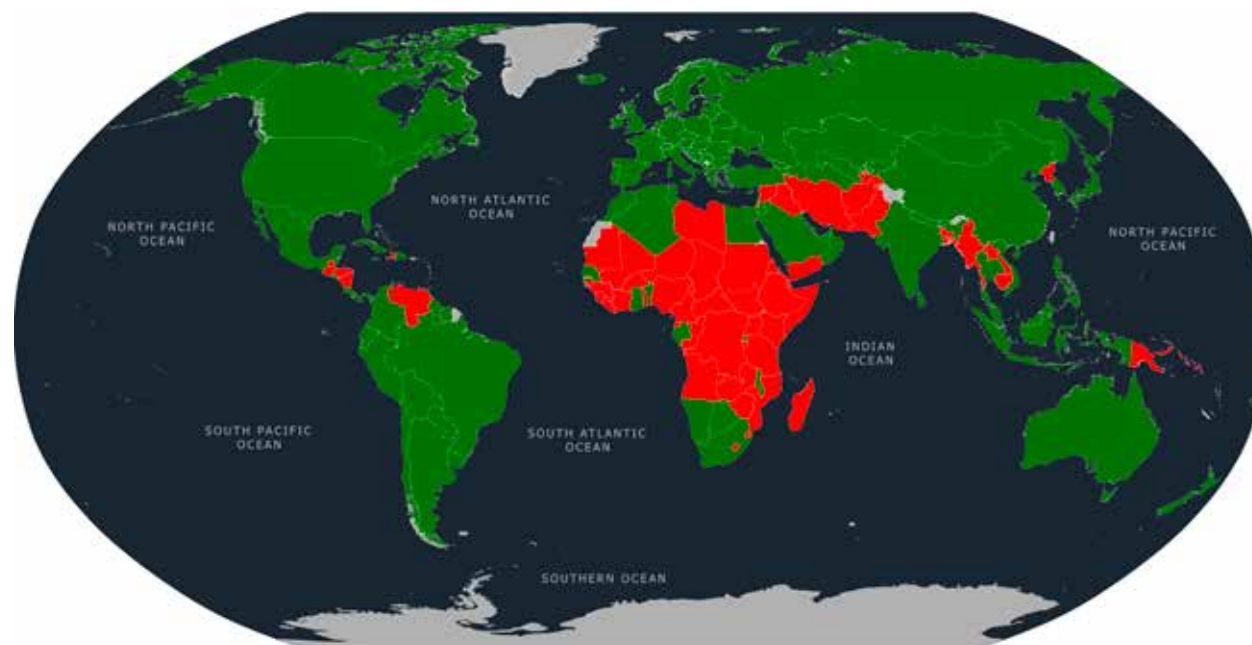 NORTH ATLANTIC
OCEAN
NORTH PACIFIC
OCEAN
NORTH PACIFIC
OCEAN
INDIAN
OCEAN
SOUTH PACIFIC
OCEAN
SOUTH ATLANTIC
OCEAN
SOUTHERN OCEAN